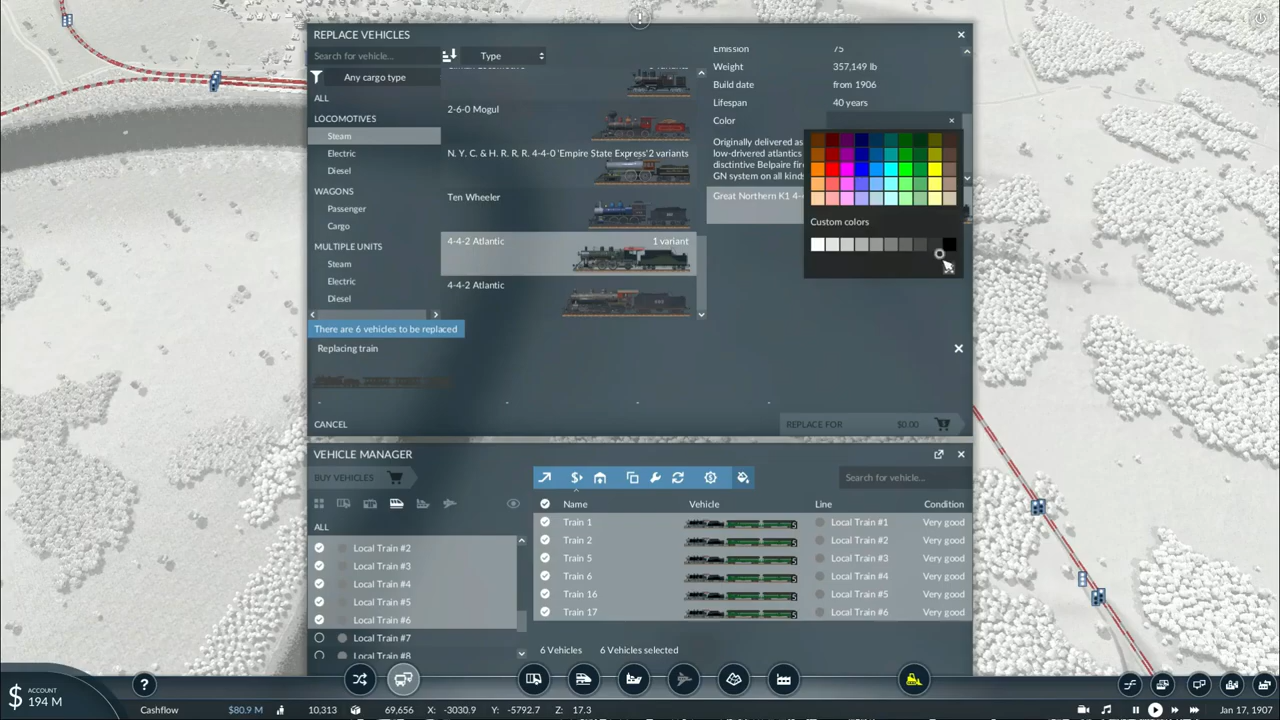 REPLACE VEHICLES
Search for vehicle...
Type
Any cargo type
ALL
LOCOMOTIVES
Steam
Electric
Diesel
WAGONS
Passenger
Cargo
MULTIPLE UNITS
Steam
Electric
Diesel
2-6-0 Mogul
N. Y. C. & H. R. R. R. 4-4-0 'Empire State Express' 2 variants
Ten Wheeler
4-4-2 Atlantic 1 variant
4-4-2 Atlantic
Emission 75
Weight 357,149 lb
Build date from 1906
Lifespan 40 years
Color
Originally delivered as
low-drivered atlantics
disctintive Belpaire fire
GN system on all kinds
Great Northern K1 4-
Custom colors
There are 6 vehicles to be replaced
Replacing train
CANCEL
REPLACE FOR $0.00
VEHICLE MANAGER
BUY VEHICLES
Search for vehicle...
ALL
Local Train #2
Local Train #3
Local Train #4
Local Train #5
Local Train #6
Local Train #7
Local Train #8
Name Vehicle Line Condition
Train 1 5 Local Train #1 Very good
Train 2 5 Local Train #2 Very good
Train 5 5 Local Train #3 Very good
Train 6 5 Local Train #4 Very good
Train 16 5 Local Train #5 Very good
Train 17 5 Local Train #6 Very good
6 Vehicles 6 Vehicles selected
$ ACCOUNT
194 M
?
Cashflow $80.9 M 10,313 69,656 X: -3030.9 Y: -5792.7 Z: 17.3
Jan 17, 1907